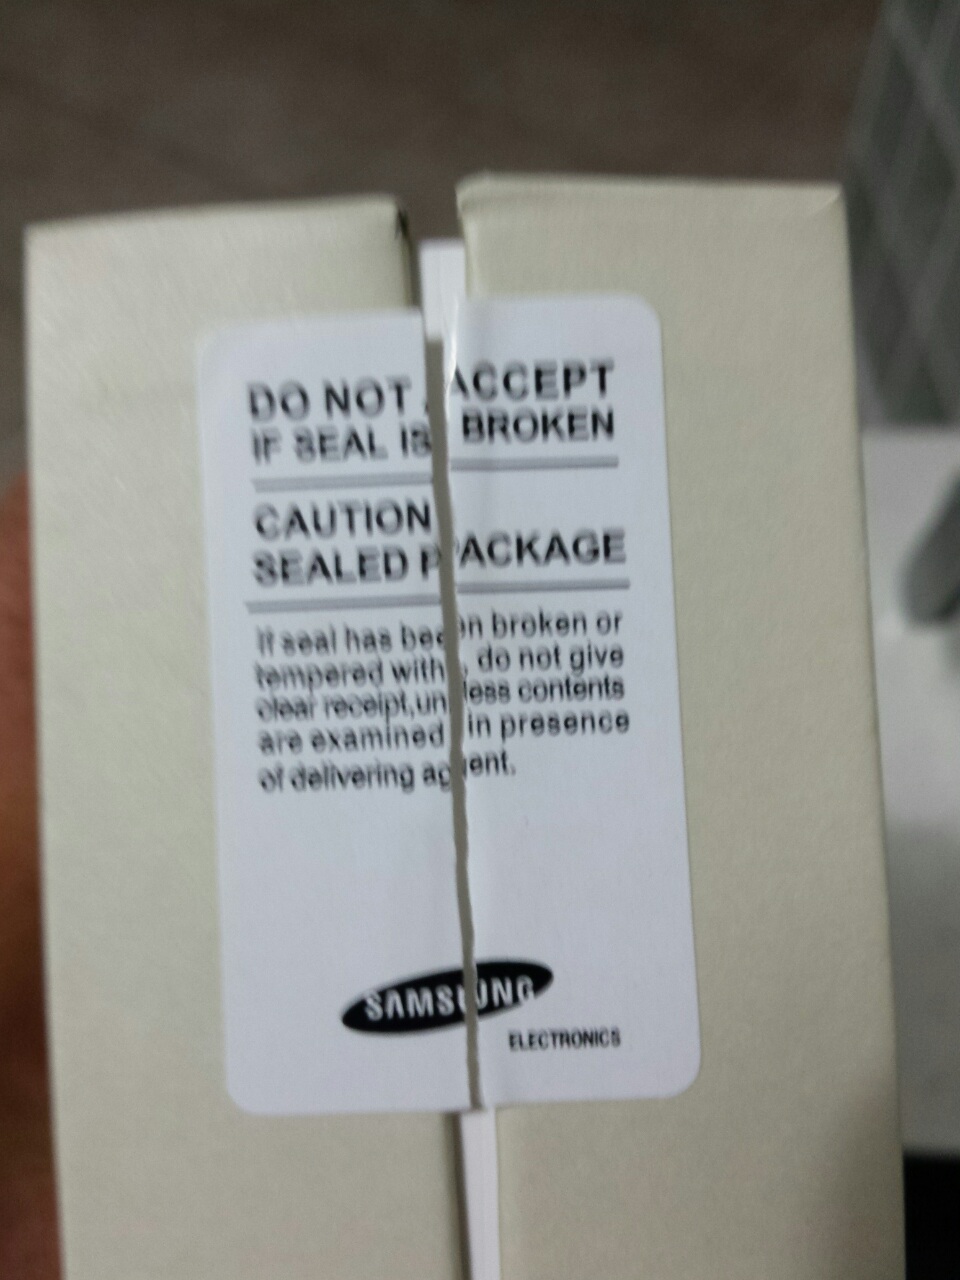 DO NOT ACCEPT
IF SEAL IS BROKEN
CAUTION
SEALED PACKAGE
If seal has been broken or
tempered with, do not give
clear receipt,unless contents
are examined in presence
of delivering agent.
SAMSUNG
ELECTRONICS